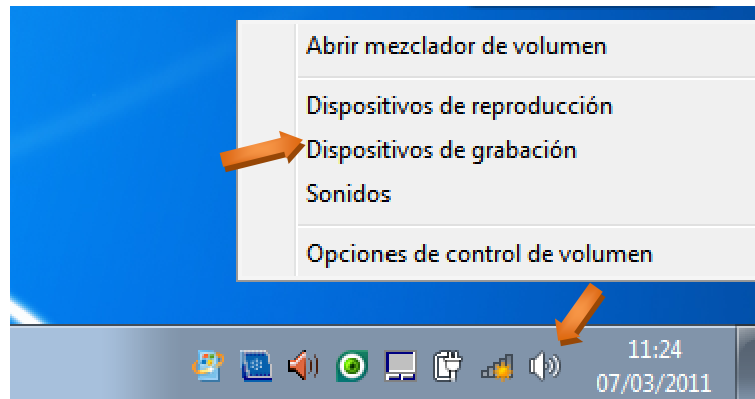 Abrir mezclador de volumen
Dispositivos de reproducción
Dispositivos de grabación
Sonidos
Opciones de control de volumen
11:24
07/03/2011